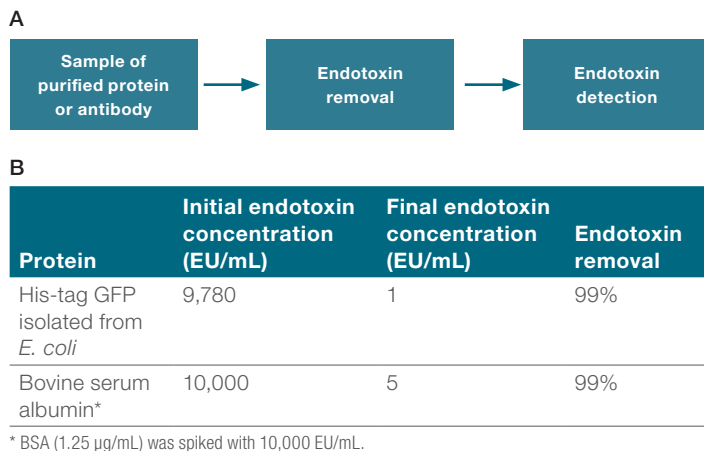 A
Sample of
purified protein
or antibody
Endotoxin
removal
Endotoxin
detection
B
Protein
Initial endotoxin
concentration
(EU/mL)
Final endotoxin
concentration
(EU/mL)
Endotoxin
removal
His-tag GFP
isolated from
E. coli
9,780
1
99%
Bovine serum
albumin*
10,000
5
99%
* BSA (1.25 µg/mL) was spiked with 10,000 EU/mL.